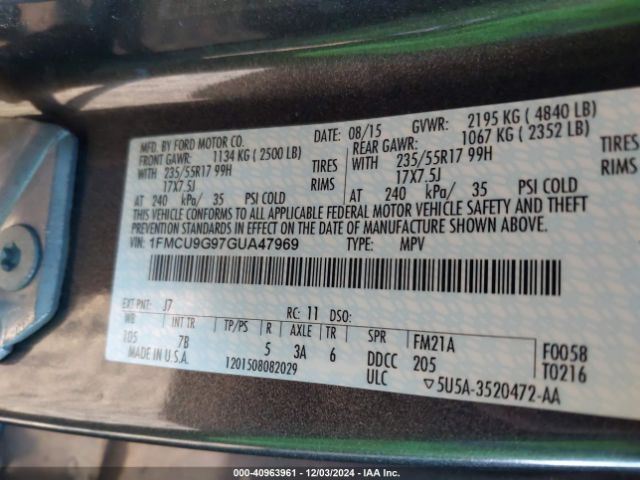 MFD. BY FORD MOTOR CO.
DATE: 08/15 GVWR: 2195 KG ( 4840 LB)
FRONT GAWR: 1134 KG ( 2500 LB) REAR GAWR: 1067 KG ( 2352 LB)
WITH 235/55R17 99H TIRES WITH 235/55R17 99H TIRES
17X7.5J RIMS 17X7.5J RIMS
AT 240 kPa/ 35 PSI COLD AT 240 kPa/ 35 PSI COLD
THIS VEHICLE CONFORMS TO ALL APPLICABLE FEDERAL MOTOR VEHICLE SAFETY AND THEFT
PREVENTION STANDARDS IN EFFECT ON THE DATE OF MANUFACTURE SHOWN ABOVE.
VIN: 1FMCU9G97GUA47969 TYPE: MPV
EXT PNT: J7 RC: 11 DSO:
WB INT TR TP/PS R AXLE TR SPR FM21A F0058
105 7B 5 3A 6 DDCC 205 T0216
MADE IN U.S.A. 1201508082029 ULC ▽5U5A-3520472-AA
000-40963961 - 12/03/2024 - IAA Inc.